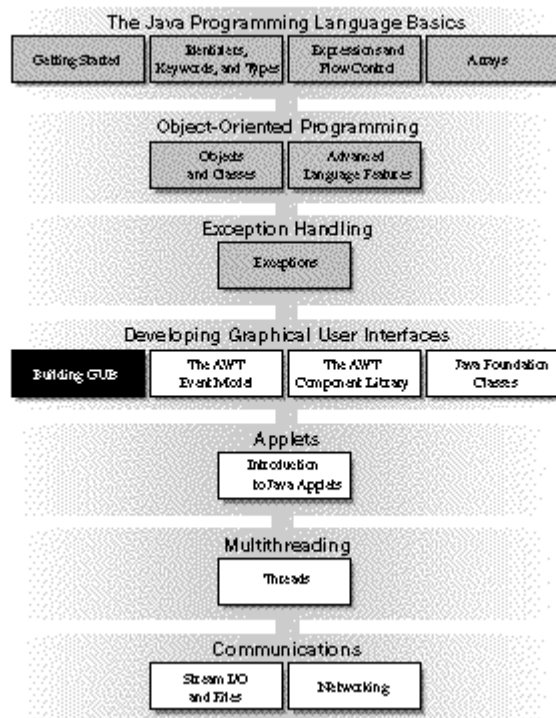 The Java Programming Language Basics
Getting Started
Identifiers,
Keywords, and Types
Expressions and
Flow Control
Arrays
Object-Oriented Programming
Objects
and Classes
Advanced
Language Features
Exception Handling
Exceptions
Developing Graphical User Interfaces
Building GUIs
The AWT
Event Model
The AWT
Component Library
Java Foundation
Classes
Applets
Introduction
to Java Applets
Multithreading
Threads
Communications
Stream I/O
and Files
Networking